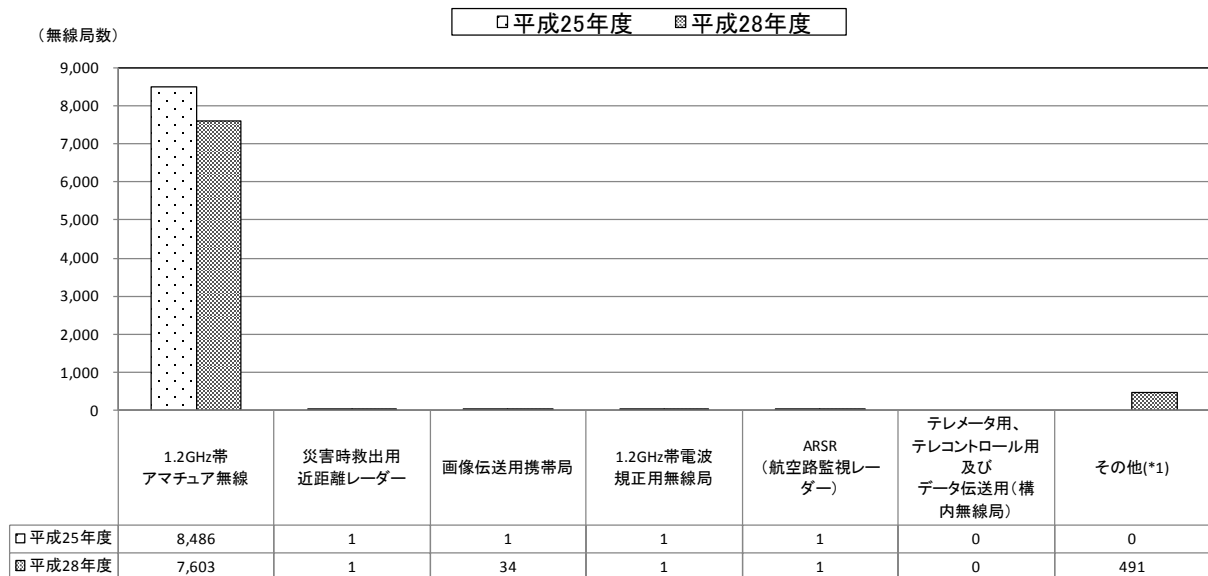 平成25年度 平成28年度
(無線局数)
9,000
8,000
7,000
6,000
5,000
4,000
3,000
2,000
1,000
0
1.2GHz帯
アマチュア無線
災害時救出用
近距離レーダー
画像伝送用携帯局
1.2GHz帯電波
規正用無線局
ARSR
(航空路監視レー
ダー)
テレメータ用、
テレコントロール用
及び
データ伝送用(構
内無線局)
その他(*1)
平成25年度 8,486 1 1 1 1 0 0
平成28年度 7,603 1 34 1 1 0 491